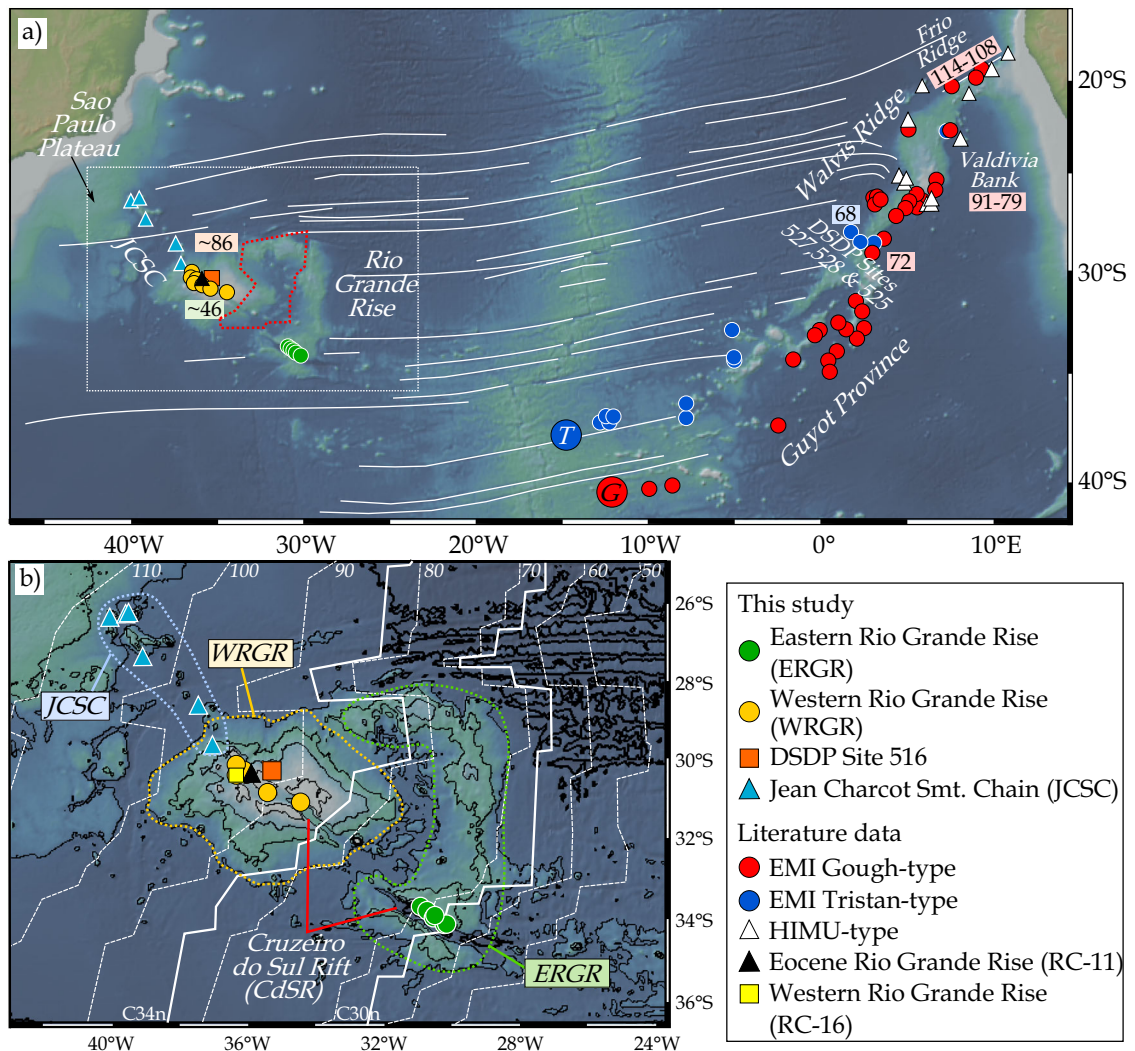 a)
Frio
Ridge
114-108
20°S
Sao
Paulo
Plateau
Walvis Ridge
Valdivia
Bank
91-79
68
JCSC
~86
DSDP Sites
527528 & 525
72
Rio
Grande
Rise
30°S
~46
Guyot Province
T
G
40°S
40°W
30°W
20°W
10°W
0°
10°E
b)
110
100
90
80
70
60
50
26°S
WRGR
JCSC
28°S
30°S
32°S
34°S
Cruzeiro
do Sul Rift
(CdSR)
ERGR
36°S
C34n
C30n
40°W
36°W
32°W
28°W
24°W
This study
Eastern Rio Grande Rise
(ERGR)
Western Rio Grande Rise
(WRGR)
DSDP Site 516
Jean Charcot Smt. Chain (JCSC)
Literature data
EMI Gough-type
EMI Tristan-type
HIMU-type
Eocene Rio Grande Rise (RC-11)
Western Rio Grande Rise
(RC-16)